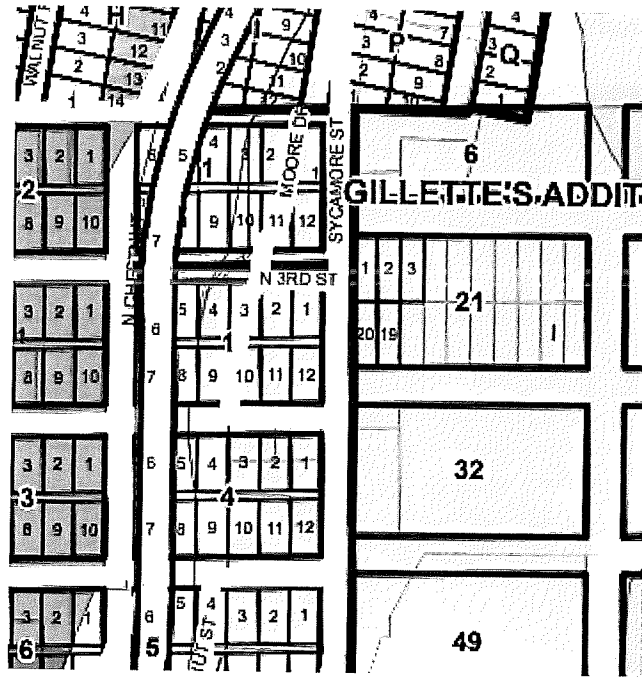 4 H 11 4 9 4 7 4
3 12 3 I 10 3 P 8 3 Q
WALNUT 2 13 2 11 2 9 2
1 14 12 10 1
3 2 1 6 5 4 3 2 1 MOORE DR SYCAMORE ST 6
2 1 GILLETTE'S ADDIT
8 9 10 7 9 10 11 12
N 3RD ST 1 2 3
3 2 1 6 5 4 3 2 1 21
1 1 20 19 I
8 9 10 7 8 9 10 11 12
3 2 1 6 5 4 3 2 1 32
3 4
8 9 10 7 8 9 10 11 12
3 2 1 6 5 4 3 2 1
6 5 ST 49